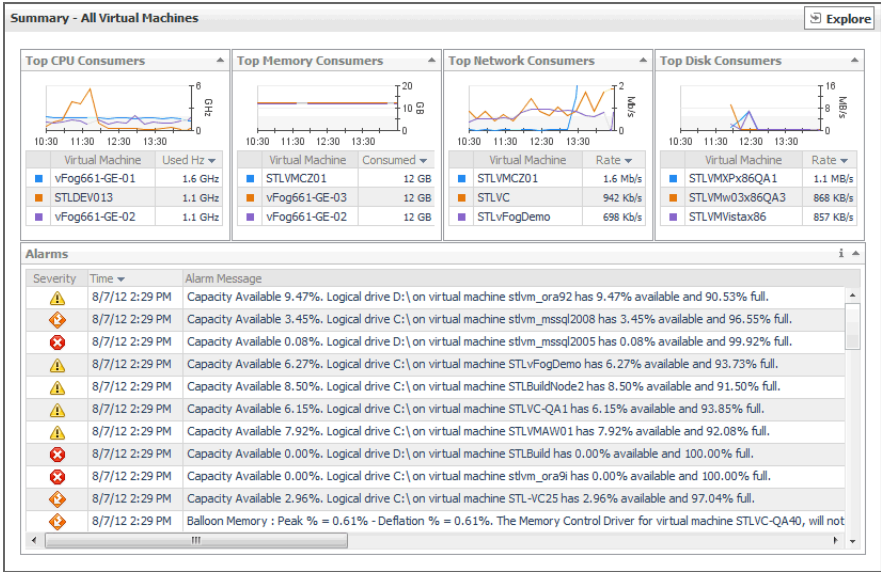 Summary - All Virtual Machines
Explore
Top CPU Consumers
6
GHz
0
10:30 11:30 12:30 13:30
Virtual Machine Used Hz
vFog661-GE-01 1.6 GHz
STLDEV013 1.1 GHz
vFog661-GE-02 1.1 GHz
Top Memory Consumers
20
10
GB
0
10:30 11:30 12:30 13:30
Virtual Machine Consumed
STLVMCZ01 12 GB
vFog661-GE-03 12 GB
vFog661-GE-02 12 GB
Top Network Consumers
2
Mb/s
0
10:30 11:30 12:30 13:30
Virtual Machine Rate
STLVMCZ01 1.6 Mb/s
STLVC 942 Kb/s
STLvFogDemo 698 Kb/s
Top Disk Consumers
16
8
MB/s
0
10:30 11:30 12:30 13:30
Virtual Machine Rate
STLVMXPx86QA1 1.1 MB/s
STLVMw03x86QA3 868 KB/s
STLVMVistax86 857 KB/s
Alarms i
Severity Time Alarm Message
8/7/12 2:29 PM Capacity Available 9.47%. Logical drive D:\ on virtual machine stlvm_ora92 has 9.47% available and 90.53% full.
8/7/12 2:29 PM Capacity Available 3.45%. Logical drive C:\ on virtual machine stlvm_mssql2008 has 3.45% available and 96.55% full.
8/7/12 2:29 PM Capacity Available 0.08%. Logical drive D:\ on virtual machine stlvm_mssql2005 has 0.08% available and 99.92% full.
8/7/12 2:29 PM Capacity Available 6.27%. Logical drive C:\ on virtual machine STLvFogDemo has 6.27% available and 93.73% full.
8/7/12 2:29 PM Capacity Available 8.50%. Logical drive C:\ on virtual machine STLBuildNode2 has 8.50% available and 91.50% full.
8/7/12 2:29 PM Capacity Available 6.15%. Logical drive C:\ on virtual machine STLVC-QA1 has 6.15% available and 93.85% full.
8/7/12 2:29 PM Capacity Available 7.92%. Logical drive C:\ on virtual machine STLVMAW01 has 7.92% available and 92.08% full.
8/7/12 2:29 PM Capacity Available 0.00%. Logical drive D:\ on virtual machine STLBuild has 0.00% available and 100.00% full.
8/7/12 2:29 PM Capacity Available 0.00%. Logical drive C:\ on virtual machine stlvm_ora9i has 0.00% available and 100.00% full.
8/7/12 2:29 PM Capacity Available 2.96%. Logical drive C:\ on virtual machine STL-VC25 has 2.96% available and 97.04% full.
8/7/12 2:29 PM Balloon Memory : Peak % = 0.61% - Deflation % = 0.61%. The Memory Control Driver for virtual machine STLVC-QA40, will not